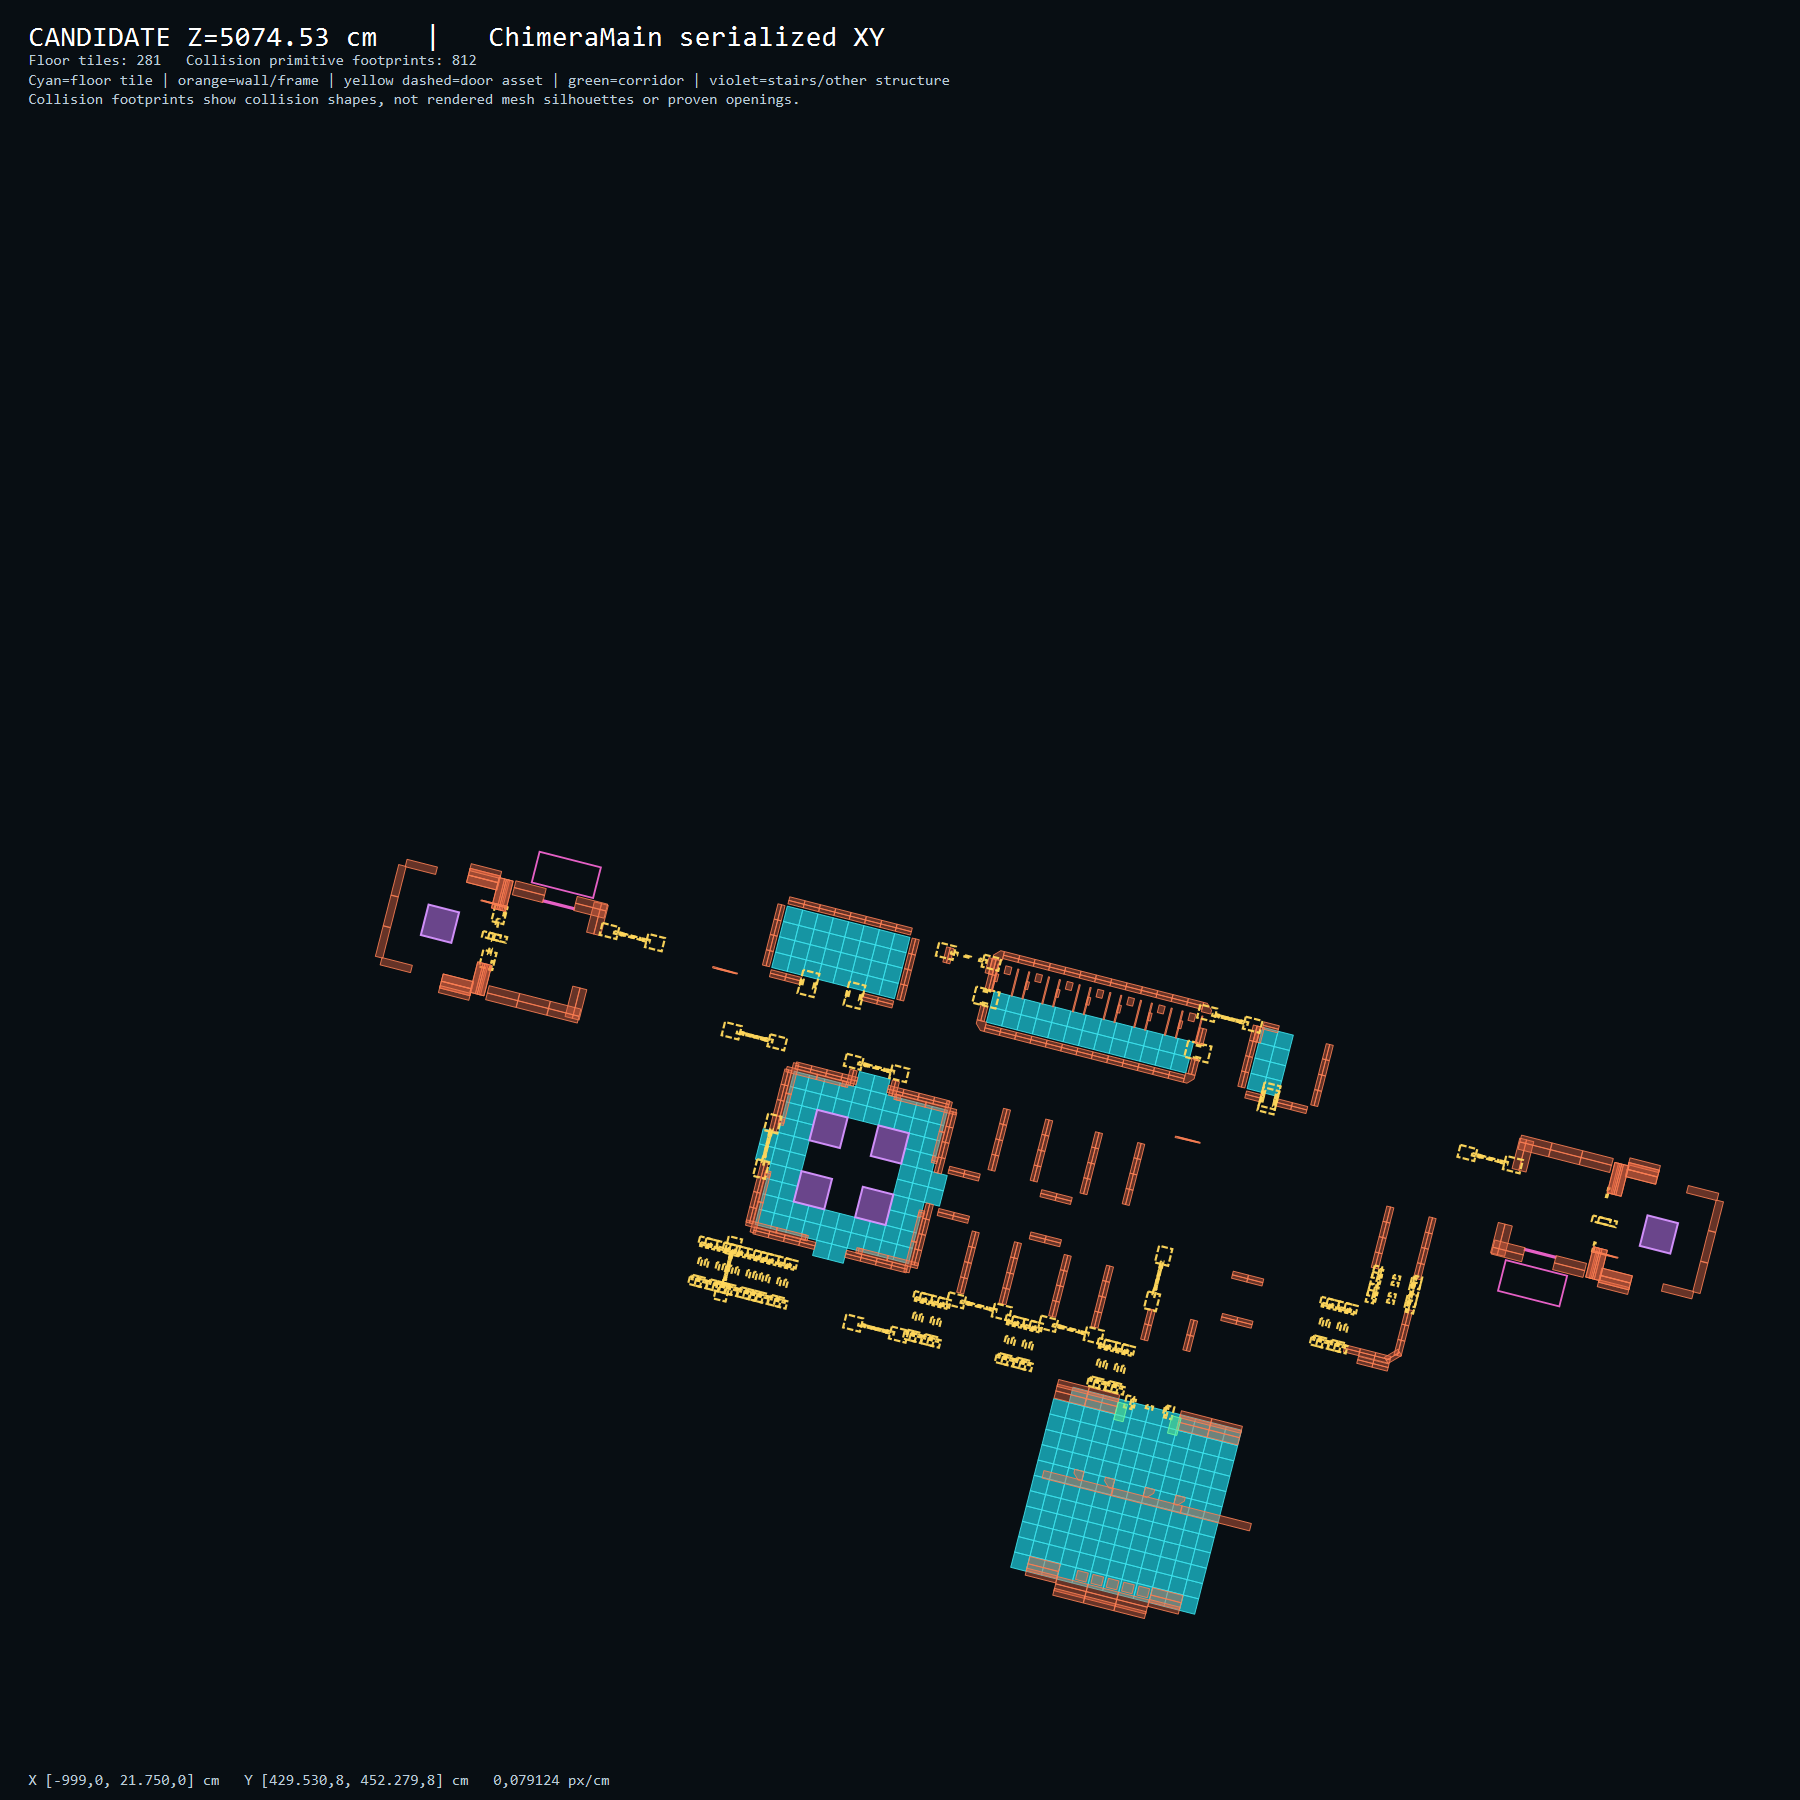 CANDIDATE Z=5074.53 cm | ChimeraMain serialized XY
Floor tiles: 281 Collision primitive footprints: 812
Cyan=floor tile | orange=wall/frame | yellow dashed=door asset | green=corridor | violet=stairs/other structure
Collision footprints show collision shapes, not rendered mesh silhouettes or proven openings.
X [-999,0, 21.750,0] cm Y [429.530,8, 452.279,8] cm 0,079124 px/cm